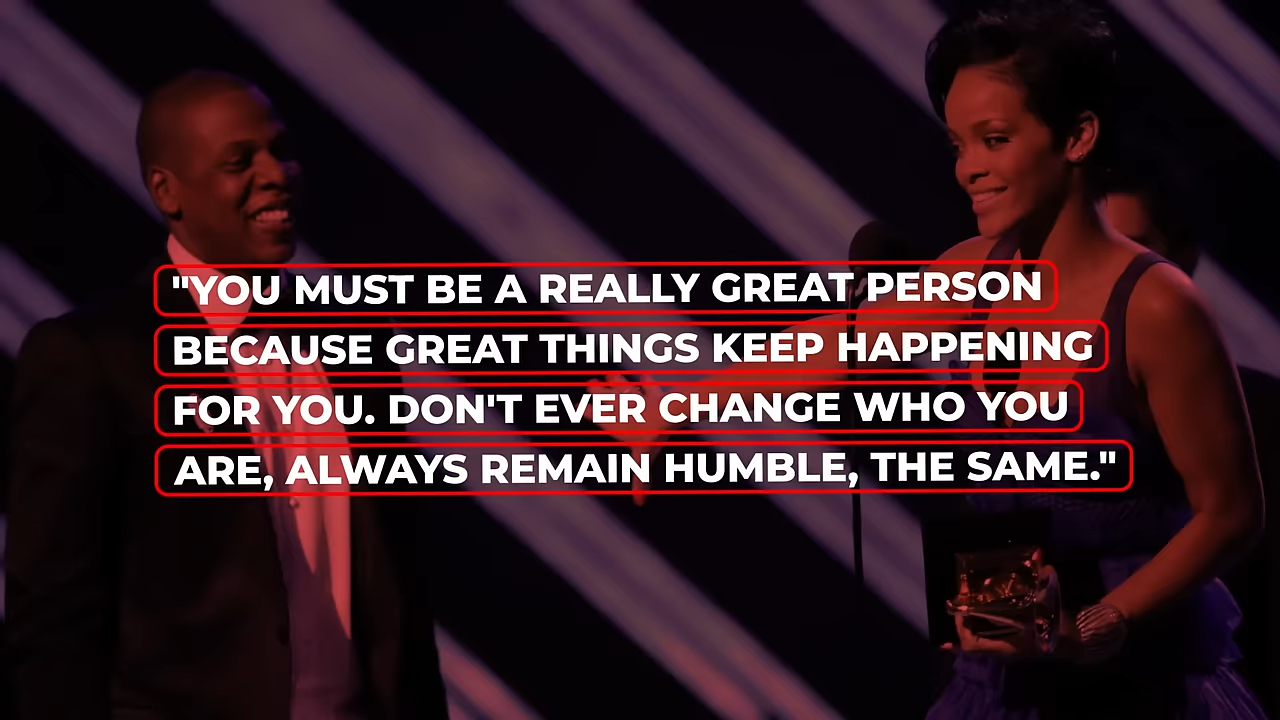 "YOU MUST BE A REALLY GREAT PERSON
BECAUSE GREAT THINGS KEEP HAPPENING
FOR YOU. DON'T EVER CHANGE WHO YOU
ARE, ALWAYS REMAIN HUMBLE, THE SAME."